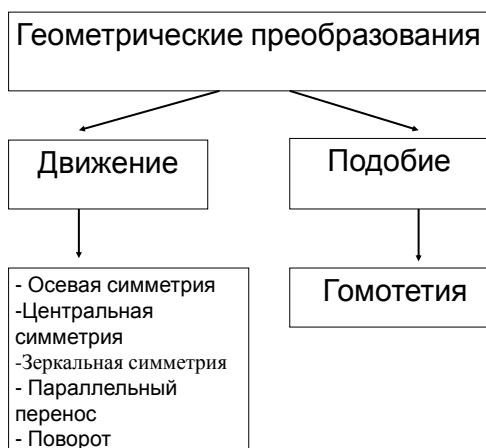 Геометрические преобразования
Движение
Подобие
- Осевая симметрия
-Центральная
симметрия
-Зеркальная симметрия
- Параллельный
перенос
- Поворот
Гомотетия